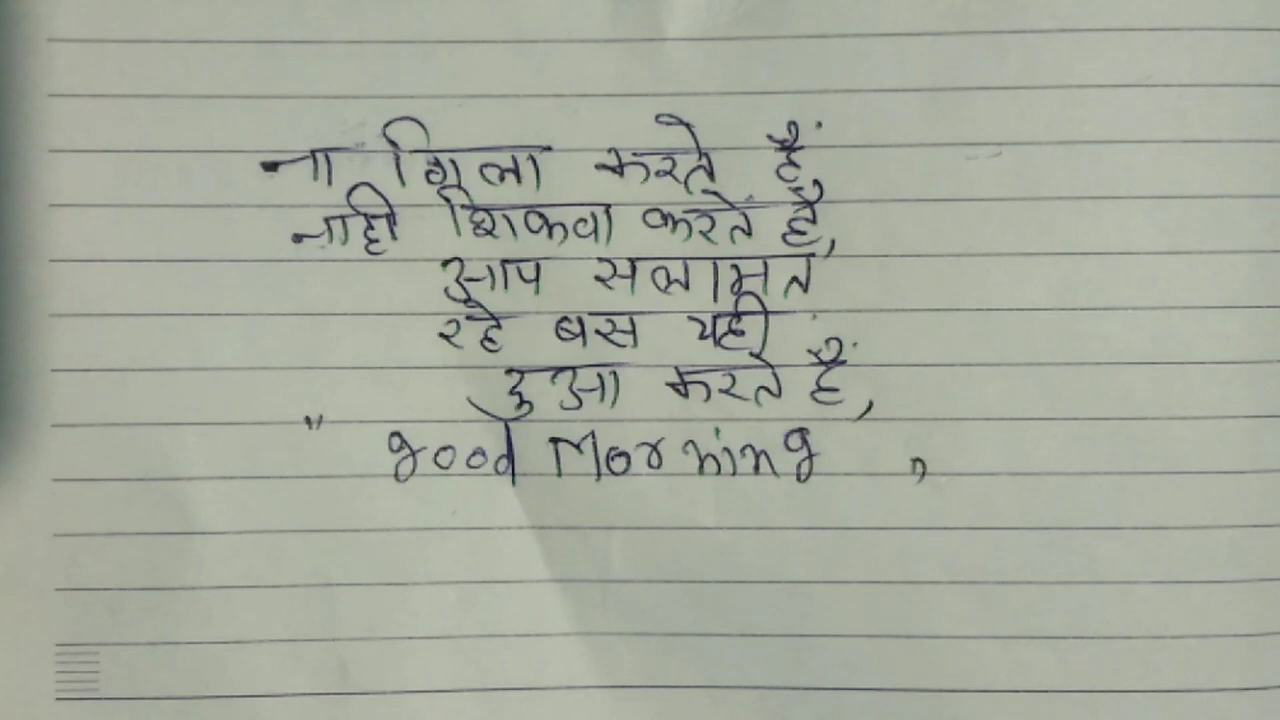 ना गिला करते हैं,
नाही शिकवा करते हैं,
आप सलामत
रहे बस यही
दुआ करते हैं,
" good Morning "